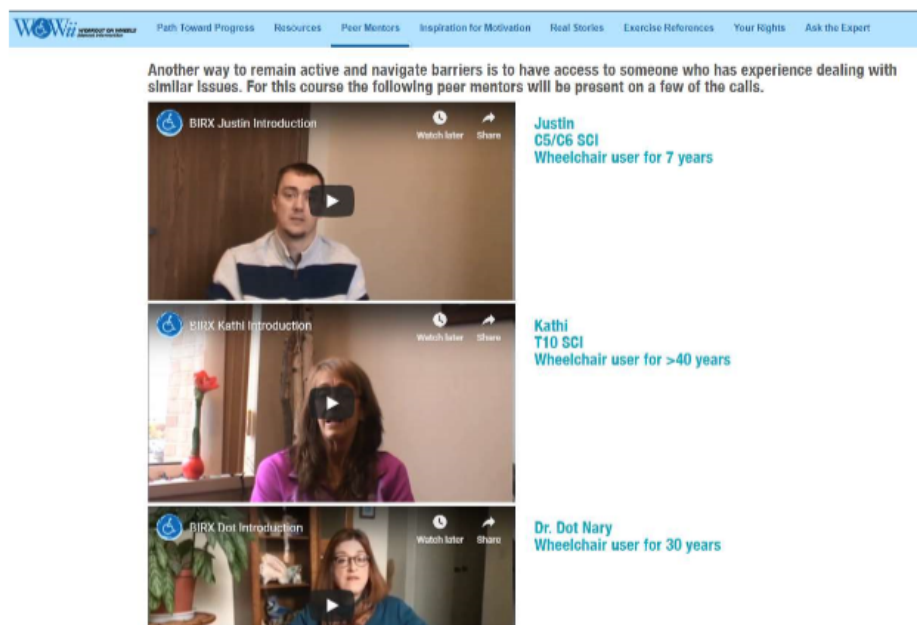 WOWii WORKOUT ON WHEELS
Path Toward Progress Resources Peer Mentors Inspiration for Motivation Real Stories Exercise References Your Rights Ask the Expert
Another way to remain active and navigate barriers is to have access to someone who has experience dealing with
similar issues. For this course the following peer mentors will be present on a few of the calls.
BIRX Justin Introduction
Watch later Share
Justin
C5/C6 SCI
Wheelchair user for 7 years
BIRX Kathi Introduction
Watch later Share
Kathi
T10 SCI
Wheelchair user for >40 years
BIRX Dot Introduction
Watch later Share
Dr. Dot Nary
Wheelchair user for 30 years